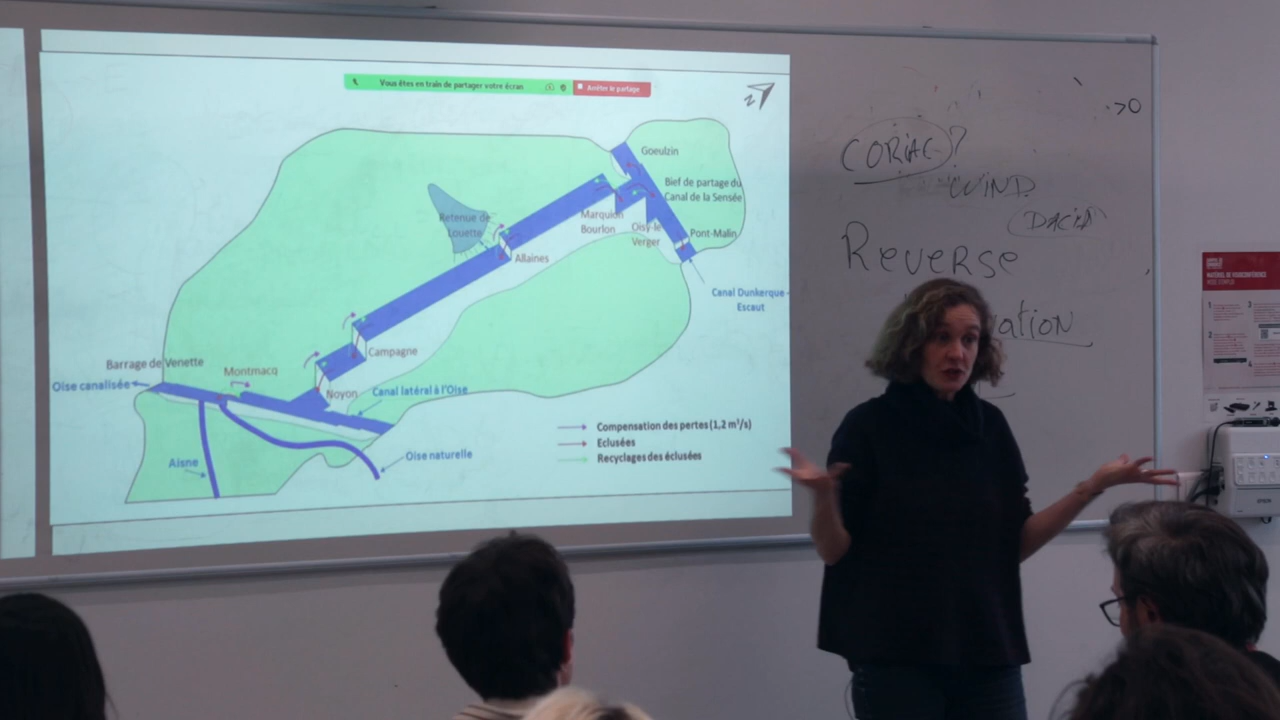 Vous êtes en train de partager votre écran
Arrêter le partage
Z
Goeulzin
Bief de partage du
Canal de la Sensée
Retenue de
Louette
Marquion
Bourlon
Oisy-le
Verger
Pont-Malin
Allaines
Canal Dunkerque -
Escaut
Campagne
Barrage de Venette
Montmacq
Oise canalisée
Noyon
Canal latéral à l'Oise
Compensation des pertes (1,2 m³/s)
Eclusées
Recyclages des éclusées
Oise naturelle
Aisne
>0
CORIAC?
WIND
DACIA
Reverse
vation
EPSON